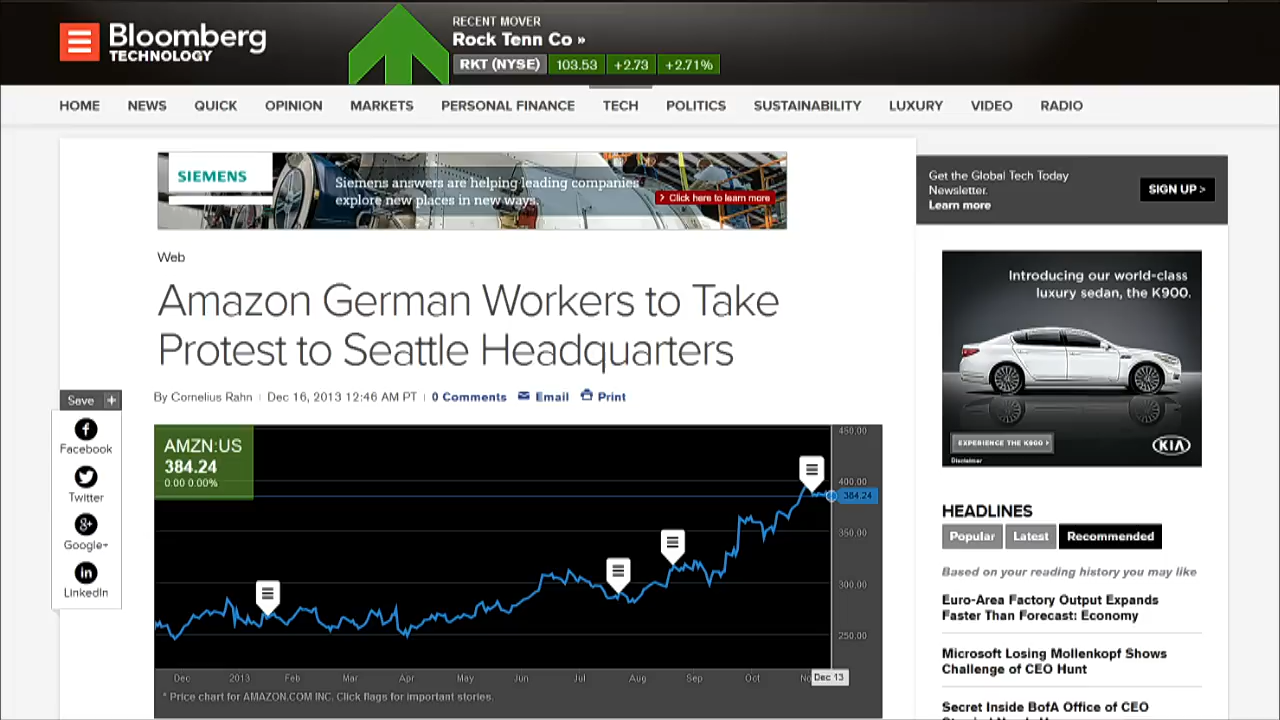 Bloomberg
TECHNOLOGY
RECENT MOVER
Rock Tenn Co »
RKT (NYSE) 103.53 +2.73 +2.71%
HOME NEWS QUICK OPINION MARKETS PERSONAL FINANCE TECH POLITICS SUSTAINABILITY LUXURY VIDEO RADIO
SIEMENS
Siemens answers are helping leading companies
explore new places in new ways.
> Click here to learn more
Get the Global Tech Today
Newsletter.
Learn more
SIGN UP >
Web
Amazon German Workers to Take
Protest to Seattle Headquarters
By Cornelius Rahn | Dec 16, 2013 12:46 AM PT | 0 Comments Email Print
Save +
Facebook
Twitter
Google+
LinkedIn
AMZN:US
384.24
0.00 0.00%
450.00
400.00
384.24
350.00
300.00
250.00
Dec 2013 Feb Mar Apr May Jun Jul Aug Sep Oct Dec 13
* Price chart for AMAZON.COM INC. Click flags for important stories.
Introducing our world-class
luxury sedan, the K900.
EXPERIENCE THE K900 >
Disclaimer
KIA
HEADLINES
Popular Latest Recommended
Based on your reading history you may like
Euro-Area Factory Output Expands
Faster Than Forecast: Economy
Microsoft Losing Mollenkopf Shows
Challenge of CEO Hunt
Secret Inside BofA Office of CEO